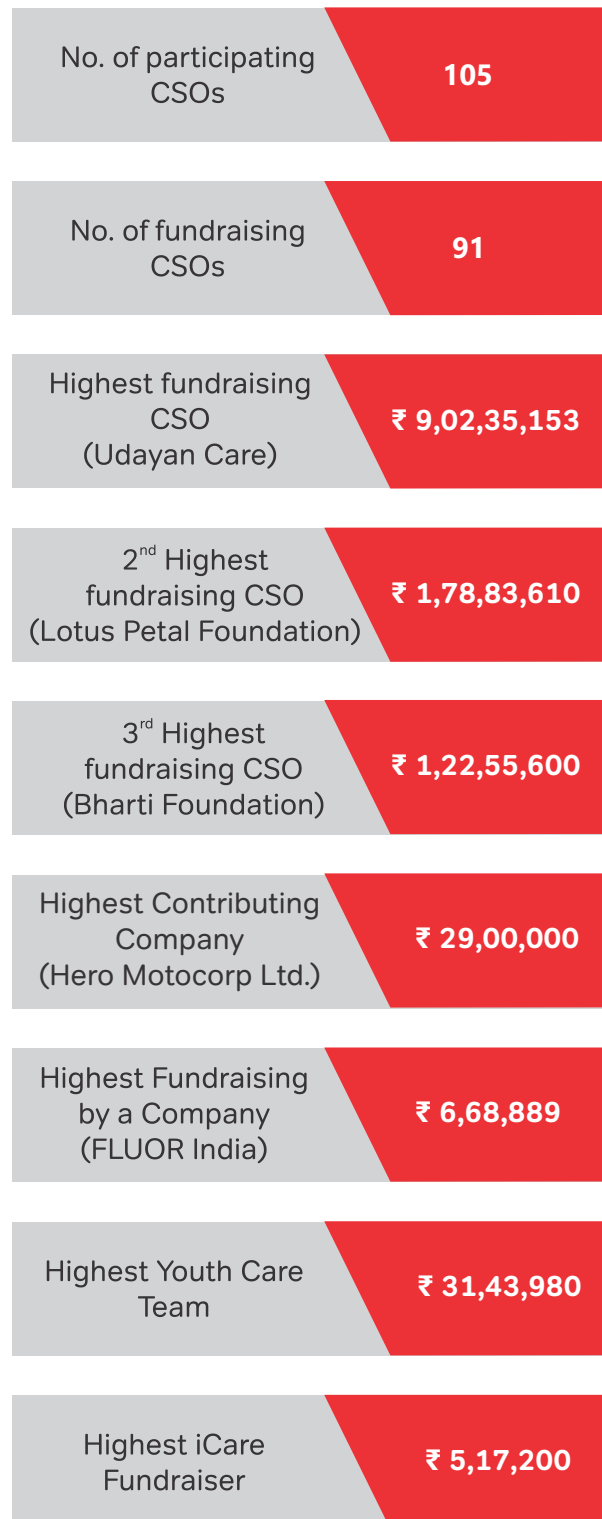 No. of participating
CSOs
105
No. of fundraising
CSOs
91
Highest fundraising
CSO
(Udayan Care)
₹ 9,02,35,153
2nd Highest
fundraising CSO
(Lotus Petal Foundation)
₹ 1,78,83,610
3rd Highest
fundraising CSO
(Bharti Foundation)
₹ 1,22,55,600
Highest Contributing
Company
(Hero Motocorp Ltd.)
₹ 29,00,000
Highest Fundraising
by a Company
(FLUOR India)
₹ 6,68,889
Highest Youth Care
Team
₹ 31,43,980
Highest iCare
Fundraiser
₹ 5,17,200